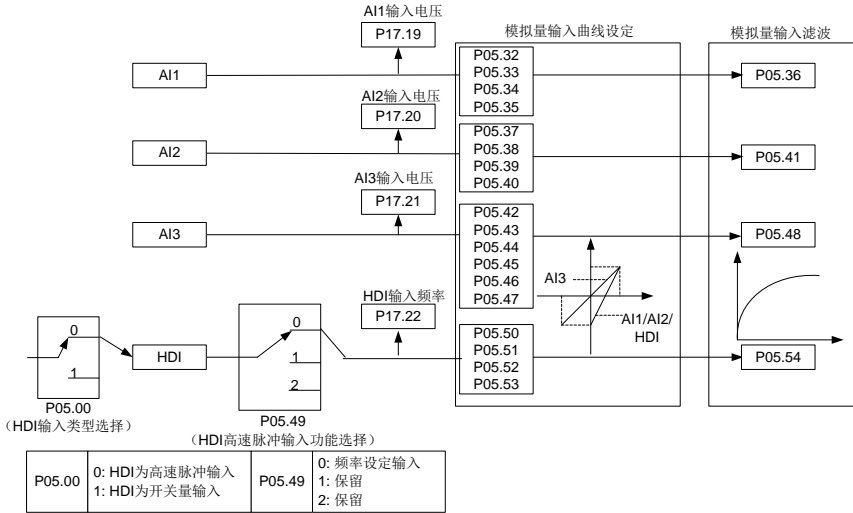 AI1输入电压
P17.19
模拟量输入曲线设定
模拟量输入滤波
AI1
P05.32
P05.33
P05.34
P05.35
P05.36
AI2输入电压
P17.20
AI2
P05.37
P05.38
P05.39
P05.40
P05.41
AI3输入电压
P17.21
AI3
P05.42
P05.43
P05.44
P05.45
P05.46
P05.47
P05.48
AI3
AI1/AI2/
HDI
HDI输入频率
P17.22
0
1
P05.00
(HDI输入类型选择)
HDI
0
1
2
P05.49
(HDI高速脉冲输入功能选择)
P05.50
P05.51
P05.52
P05.53
P05.54
P05.00
0: HDI为高速脉冲输入
1: HDI为开关量输入
P05.49
0: 频率设定输入
1: 保留
2: 保留